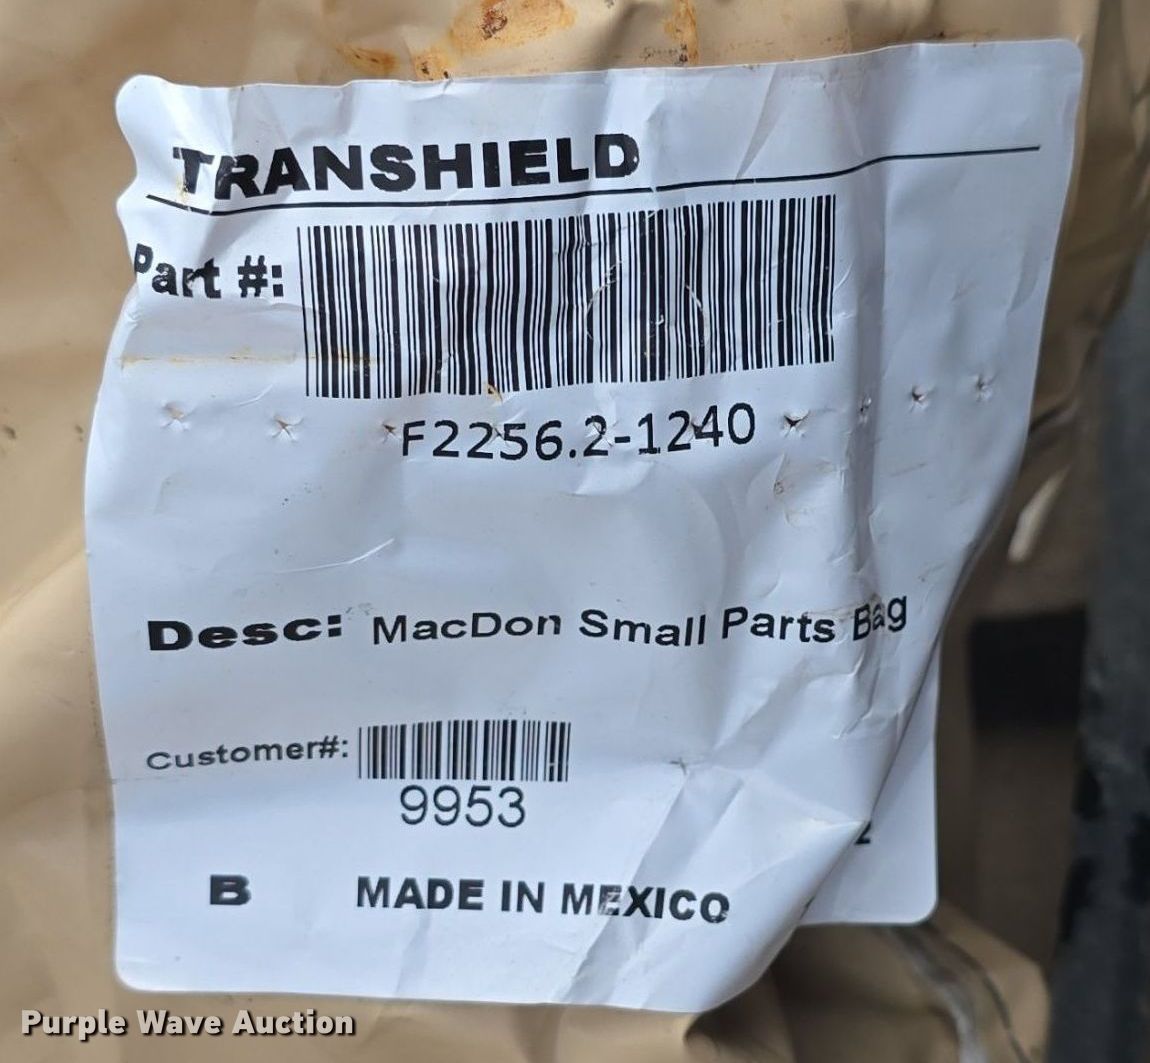 TRANSHIELD
Part #:
F2256.2-1240
Desc: MacDon Small Parts Bag
Customer#:
9953
B MADE IN MEXICO
Purple Wave Auction